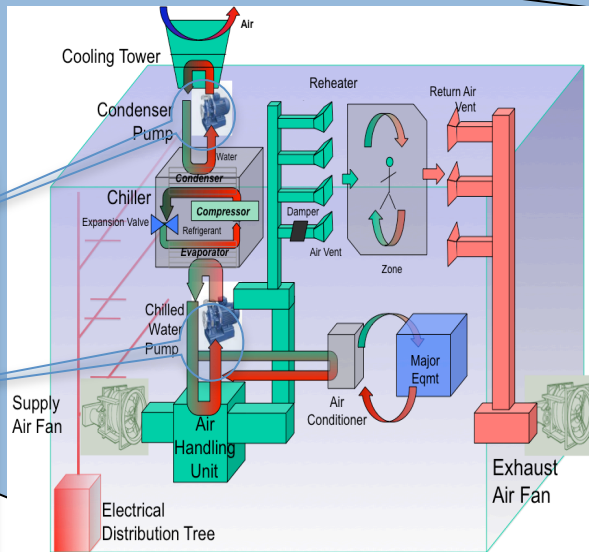 Air
Cooling Tower
Condenser
Pump
Reheater
Return Air
Vent
Water
Condenser
Chiller
Compressor
Expansion Valve
Refrigerant
Evaporator
Damper
Air Vent
Zone
Chilled
Water
Pump
Major
Eqmt
Air
Conditioner
Supply
Air Fan
Air
Handling
Unit
Exhaust
Air Fan
Electrical
Distribution Tree